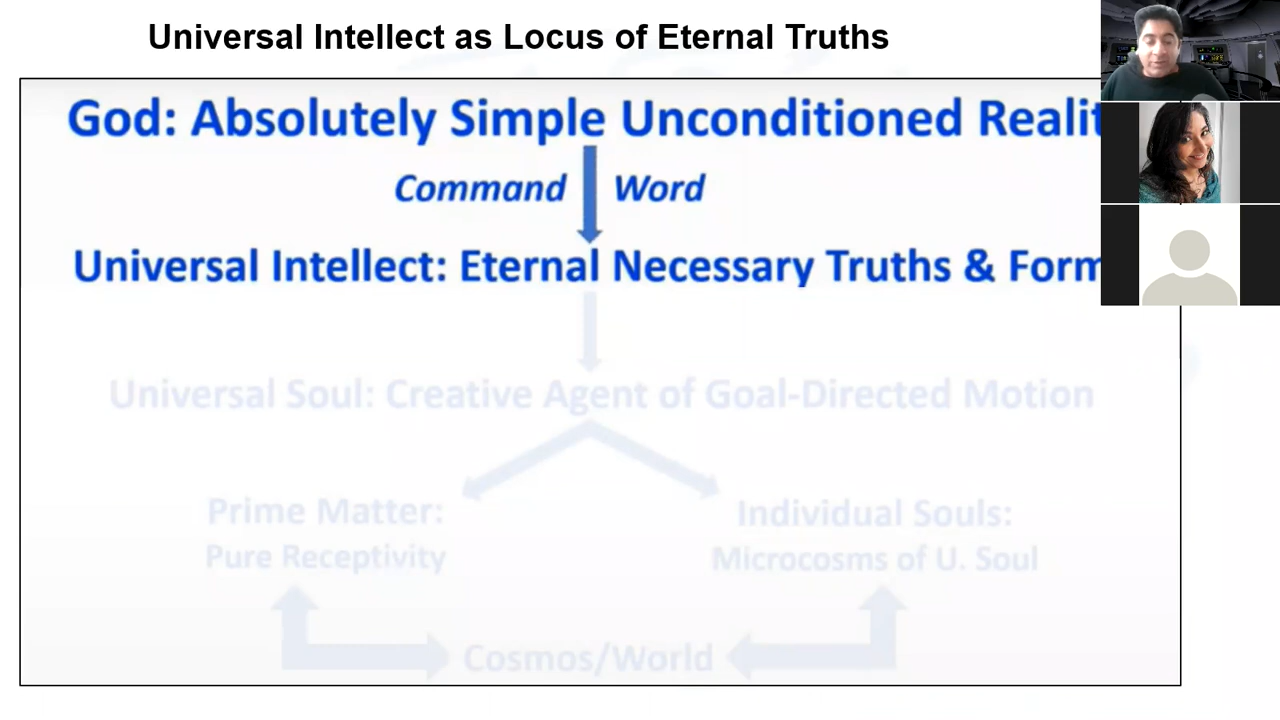 Universal Intellect as Locus of Eternal Truths
God: Absolutely Simple Unconditioned Realit
Command Word
Universal Intellect: Eternal Necessary Truths & Form
Universal Soul: Creative Agent of Goal-Directed Motion
Prime Matter:
Pure Receptivity
Individual Souls:
Microcosms of U. Soul
Cosmos/World